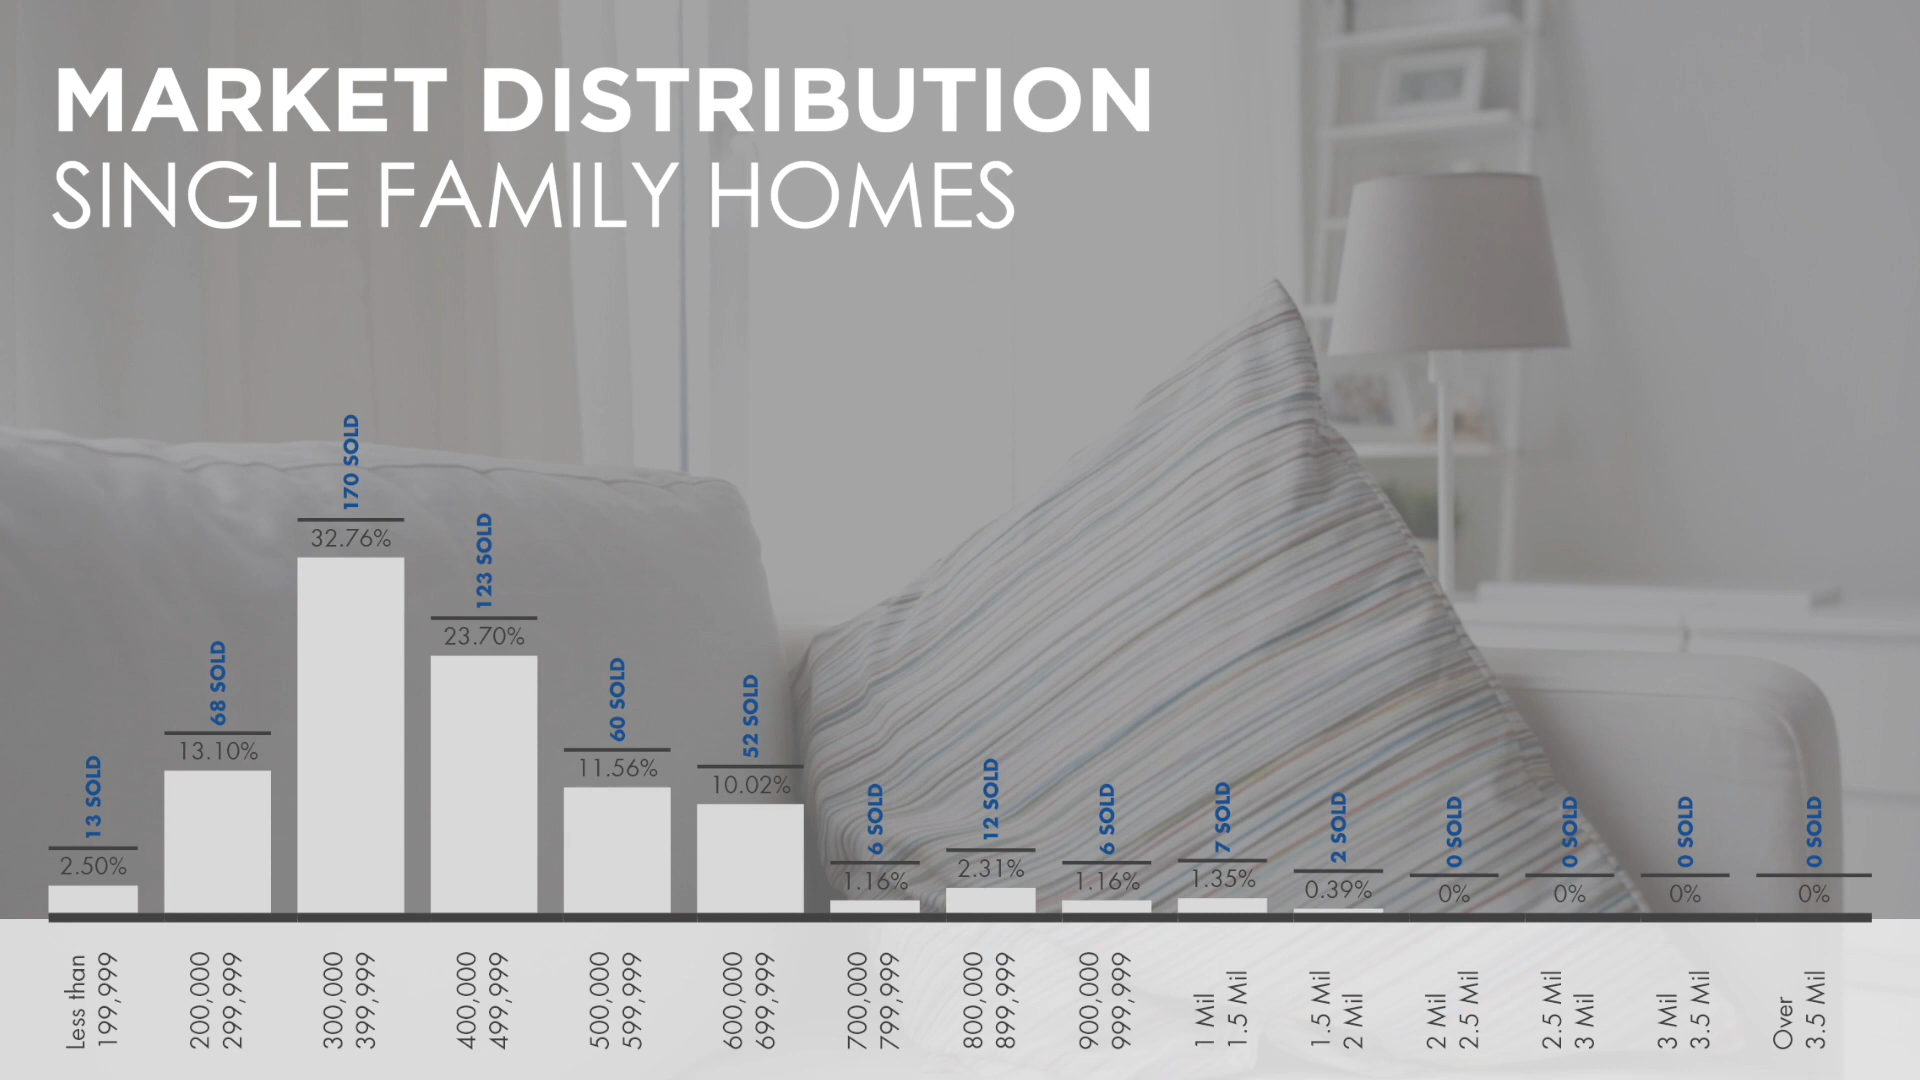 MARKET DISTRIBUTION
SINGLE FAMILY HOMES
13 SOLD
2.50%
Less than
199,999
68 SOLD
13.10%
200,000
299,999
170 SOLD
32.76%
300,000
399,999
123 SOLD
23.70%
400,000
499,999
60 SOLD
11.56%
500,000
599,999
52 SOLD
10.02%
600,000
699,999
6 SOLD
1.16%
700,000
799,999
12 SOLD
2.31%
800,000
899,999
6 SOLD
1.16%
900,000
999,999
7 SOLD
1.35%
1 Mil
1.5 Mil
2 SOLD
0.39%
1.5 Mil
2 Mil
0 SOLD
0%
2 Mil
2.5 Mil
0 SOLD
0%
2.5 Mil
3 Mil
0 SOLD
0%
3 Mil
3.5 Mil
0 SOLD
0%
Over
3.5 Mil